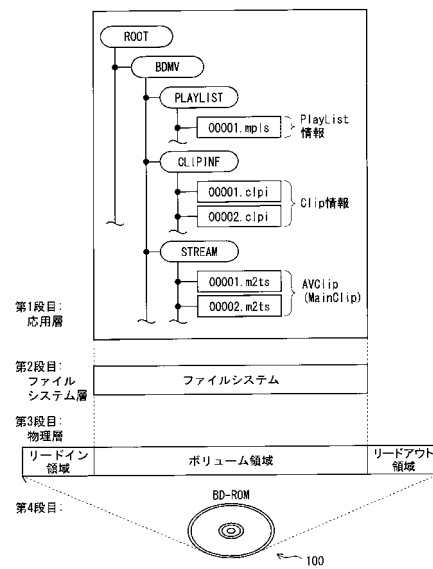 ROOT
BDMV
PLAYLIST
00001.mpls
PlayList
情報
CLIPINF
00001.clpi
00002.clpi
Clip情報
STREAM
00001.m2ts
00002.m2ts
AVClip
(MainClip)
第1段目:
応用層
第2段目:
ファイル
システム層
ファイルシステム
第3段目:
物理層
リードイン
領域
ボリューム領域
リードアウト
領域
第4段目:
BD-ROM
100